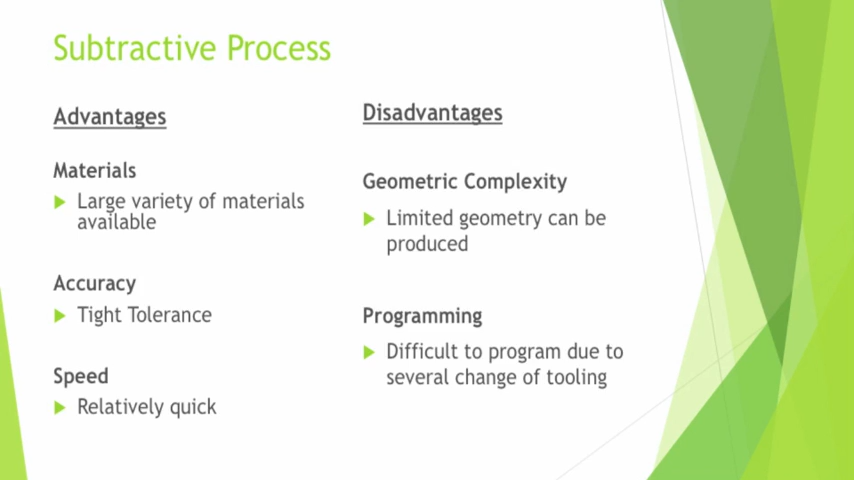 Subtractive Process
Advantages
Materials
Large variety of materials
available
Accuracy
Tight Tolerance
Speed
Relatively quick
Disadvantages
Geometric Complexity
Limited geometry can be
produced
Programming
Difficult to program due to
several change of tooling